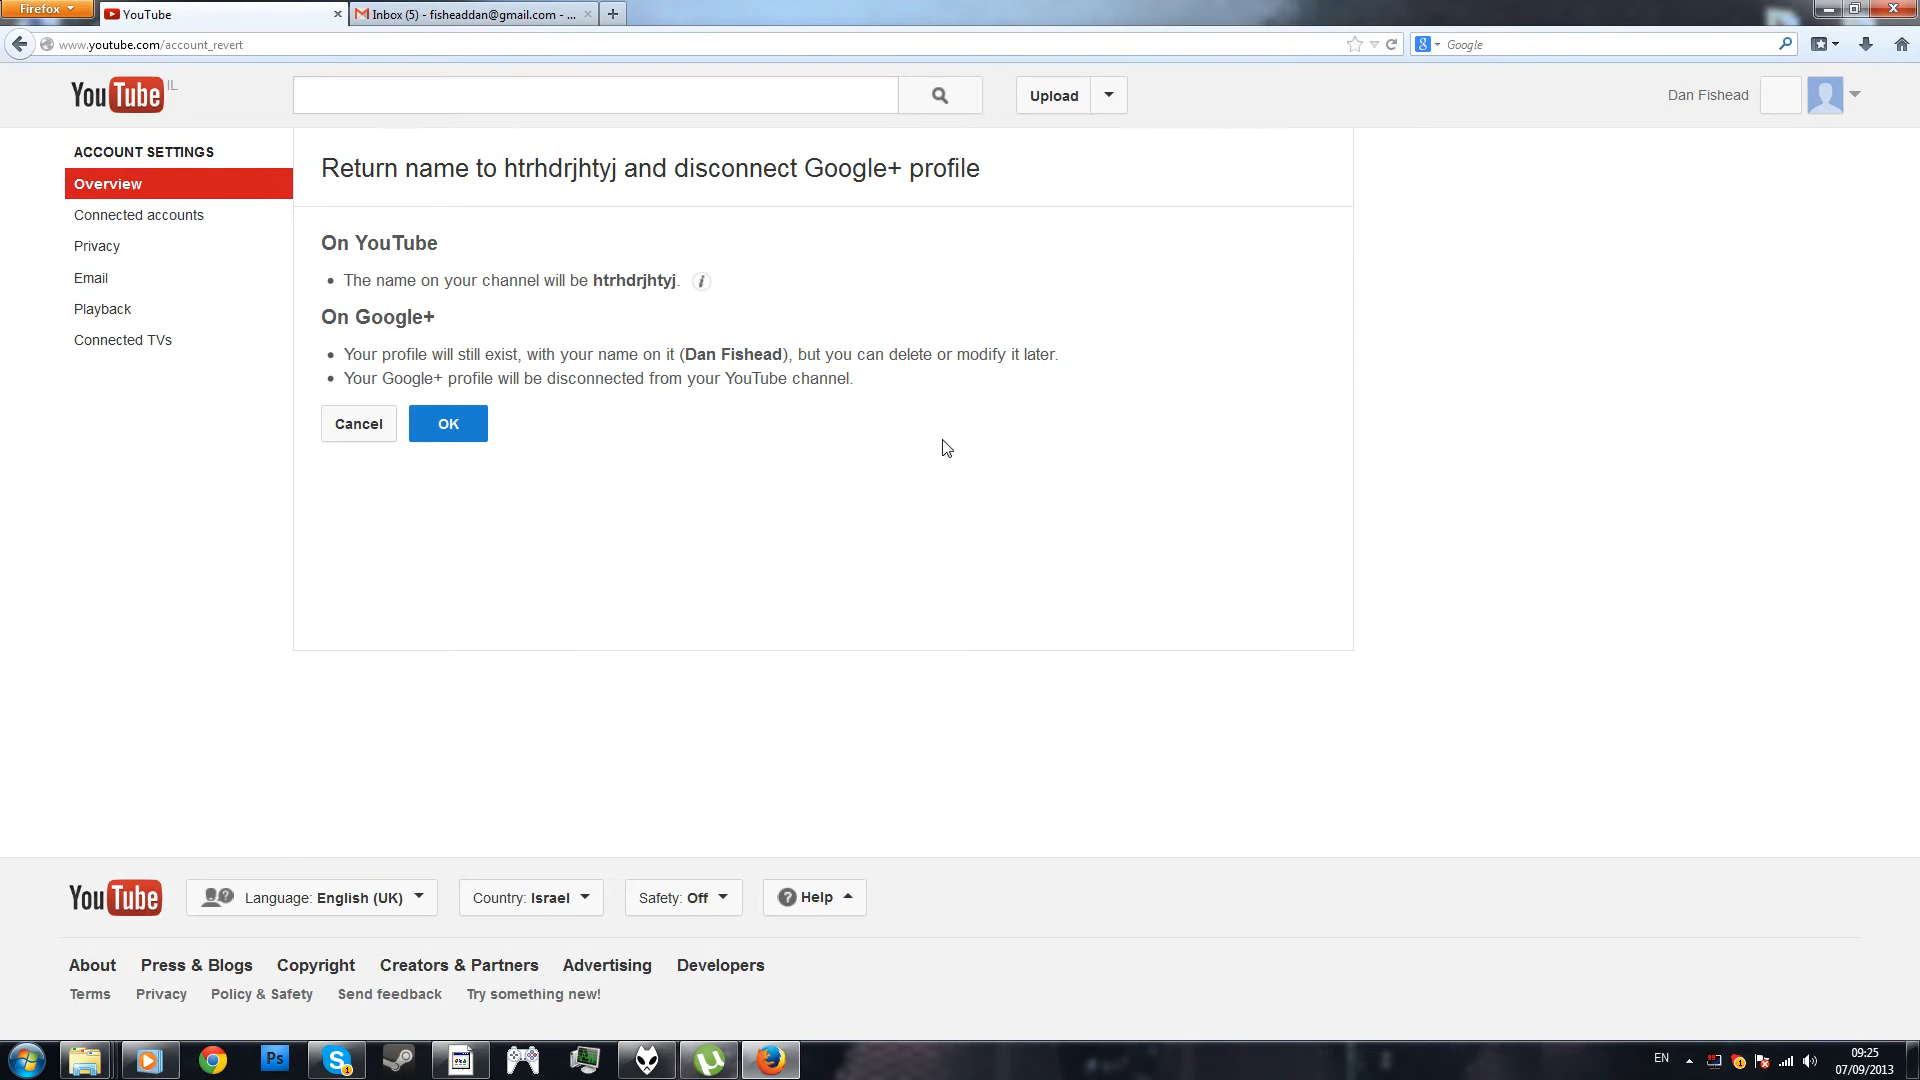 Firefox
YouTube
Inbox (5) - fisheaddan@gmail.com - ...
www.youtube.com/account_revert
Google
YouTube IL
Upload
Dan Fishead
ACCOUNT SETTINGS
Overview
Connected accounts
Privacy
Email
Playback
Connected TVs
Return name to htrhdrjhtyj and disconnect Google+ profile
On YouTube
• The name on your channel will be htrhdrjhtyj.
On Google+
• Your profile will still exist, with your name on it (Dan Fishead), but you can delete or modify it later.
• Your Google+ profile will be disconnected from your YouTube channel.
Cancel
OK
YouTube
Language: English (UK)
Country: Israel
Safety: Off
Help
About Press & Blogs Copyright Creators & Partners Advertising Developers
Terms Privacy Policy & Safety Send feedback Try something new!
Ps
EN
09:25
07/09/2013